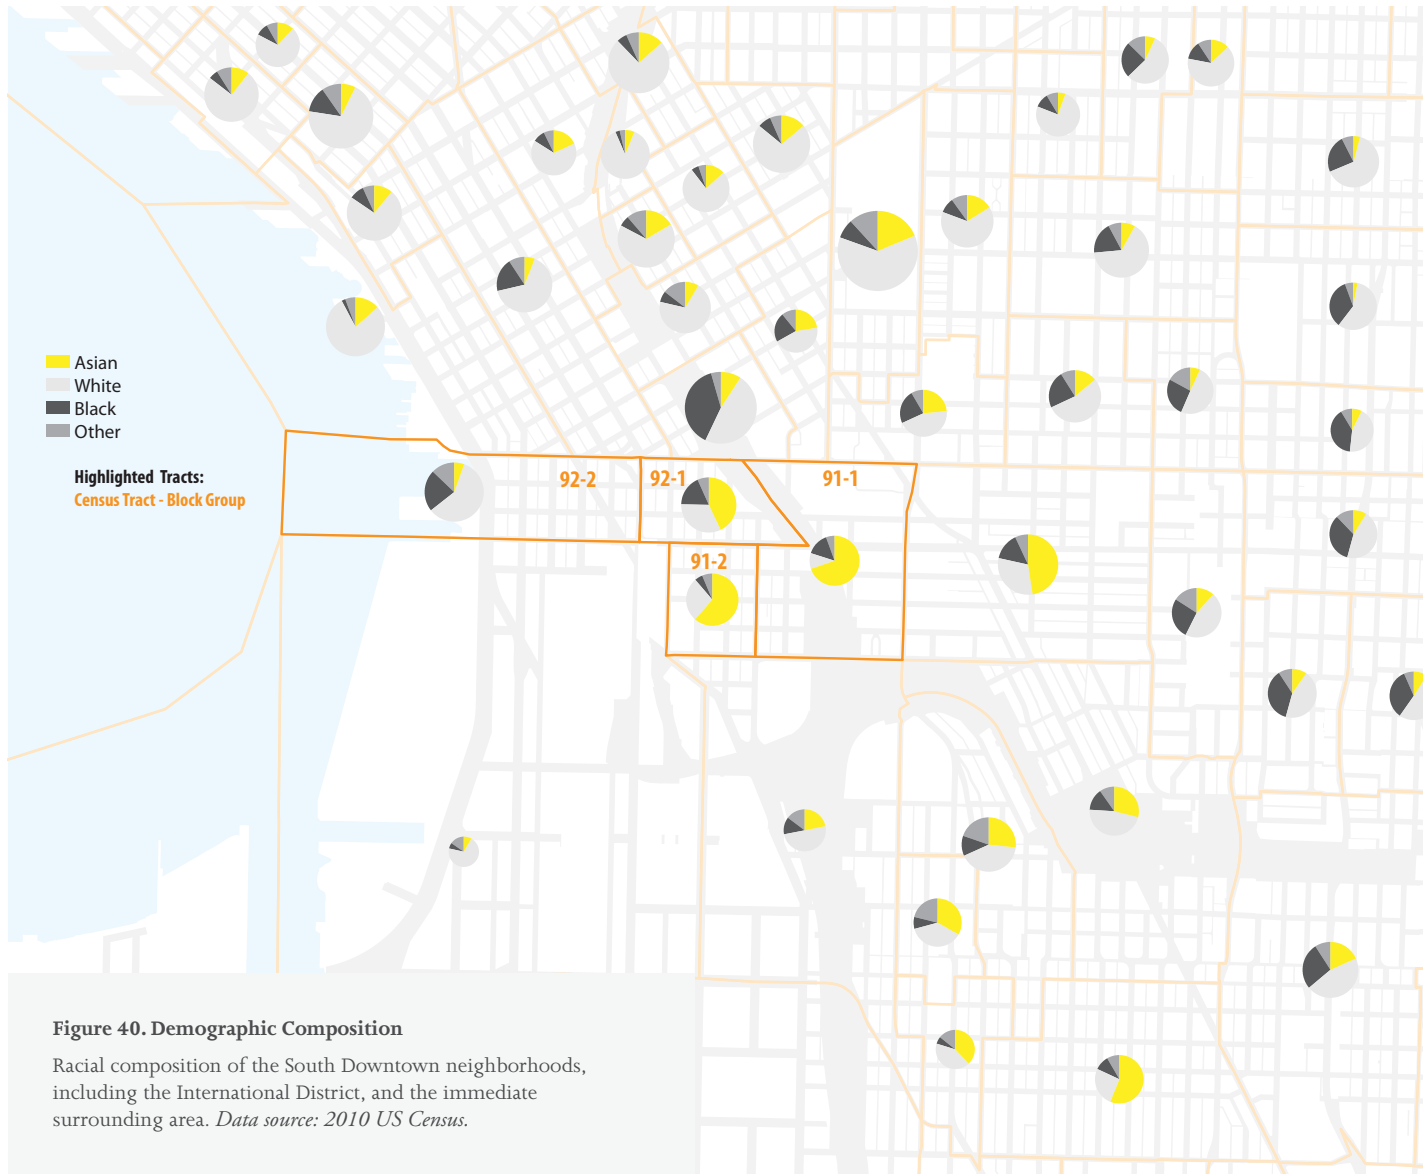 Asian
White
Black
Other
Highlighted Tracts:
Census Tract - Block Group
92-2
92-1
91-1
91-2
Figure 40. Demographic Composition
Racial composition of the South Downtown neighborhoods,
including the International District, and the immediate
surrounding area. Data source: 2010 US Census.